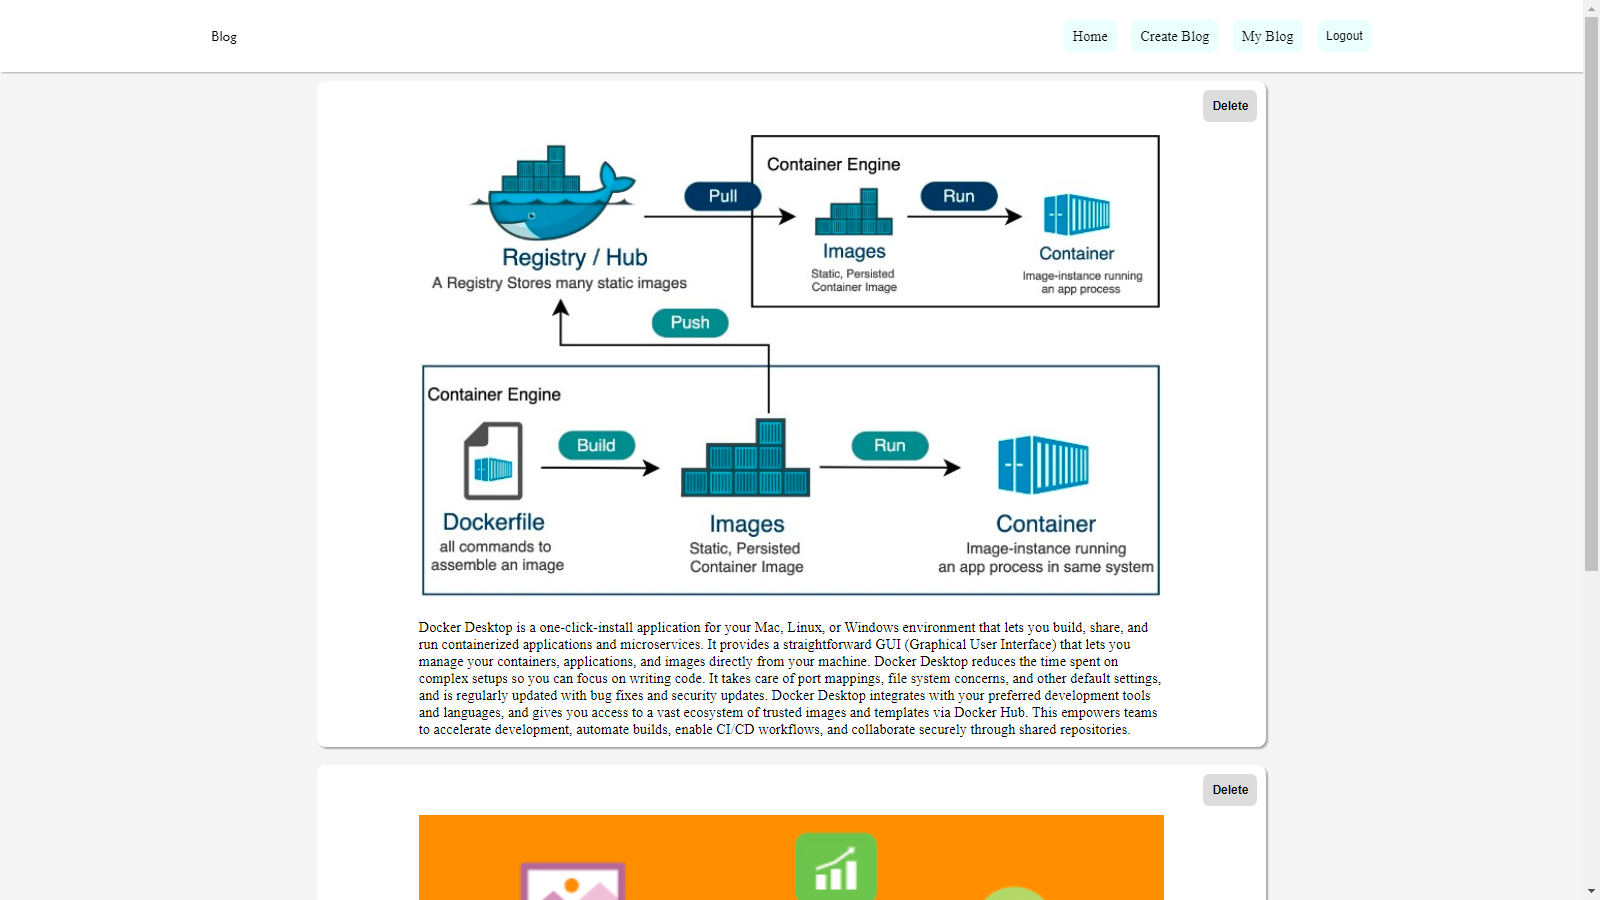 Blog
Home
Create Blog
My Blog
Logout
Delete
Container Engine
Pull
Run
Images
Static, Persisted
Container Image
Container
Image-instance running
an app process
Registry / Hub
A Registry Stores many static images
Push
Container Engine
Build
Run
Dockerfile
all commands to
assemble an image
Images
Static, Persisted
Container Image
Container
Image-instance running
an app process in same system
Docker Desktop is a one-click-install application for your Mac, Linux, or Windows environment that lets you build, share, and
run containerized applications and microservices. It provides a straightforward GUI (Graphical User Interface) that lets you
manage your containers, applications, and images directly from your machine. Docker Desktop reduces the time spent on
complex setups so you can focus on writing code. It takes care of port mappings, file system concerns, and other default settings,
and is regularly updated with bug fixes and security updates. Docker Desktop integrates with your preferred development tools
and languages, and gives you access to a vast ecosystem of trusted images and templates via Docker Hub. This empowers teams
to accelerate development, automate builds, enable CI/CD workflows, and collaborate securely through shared repositories.
Delete